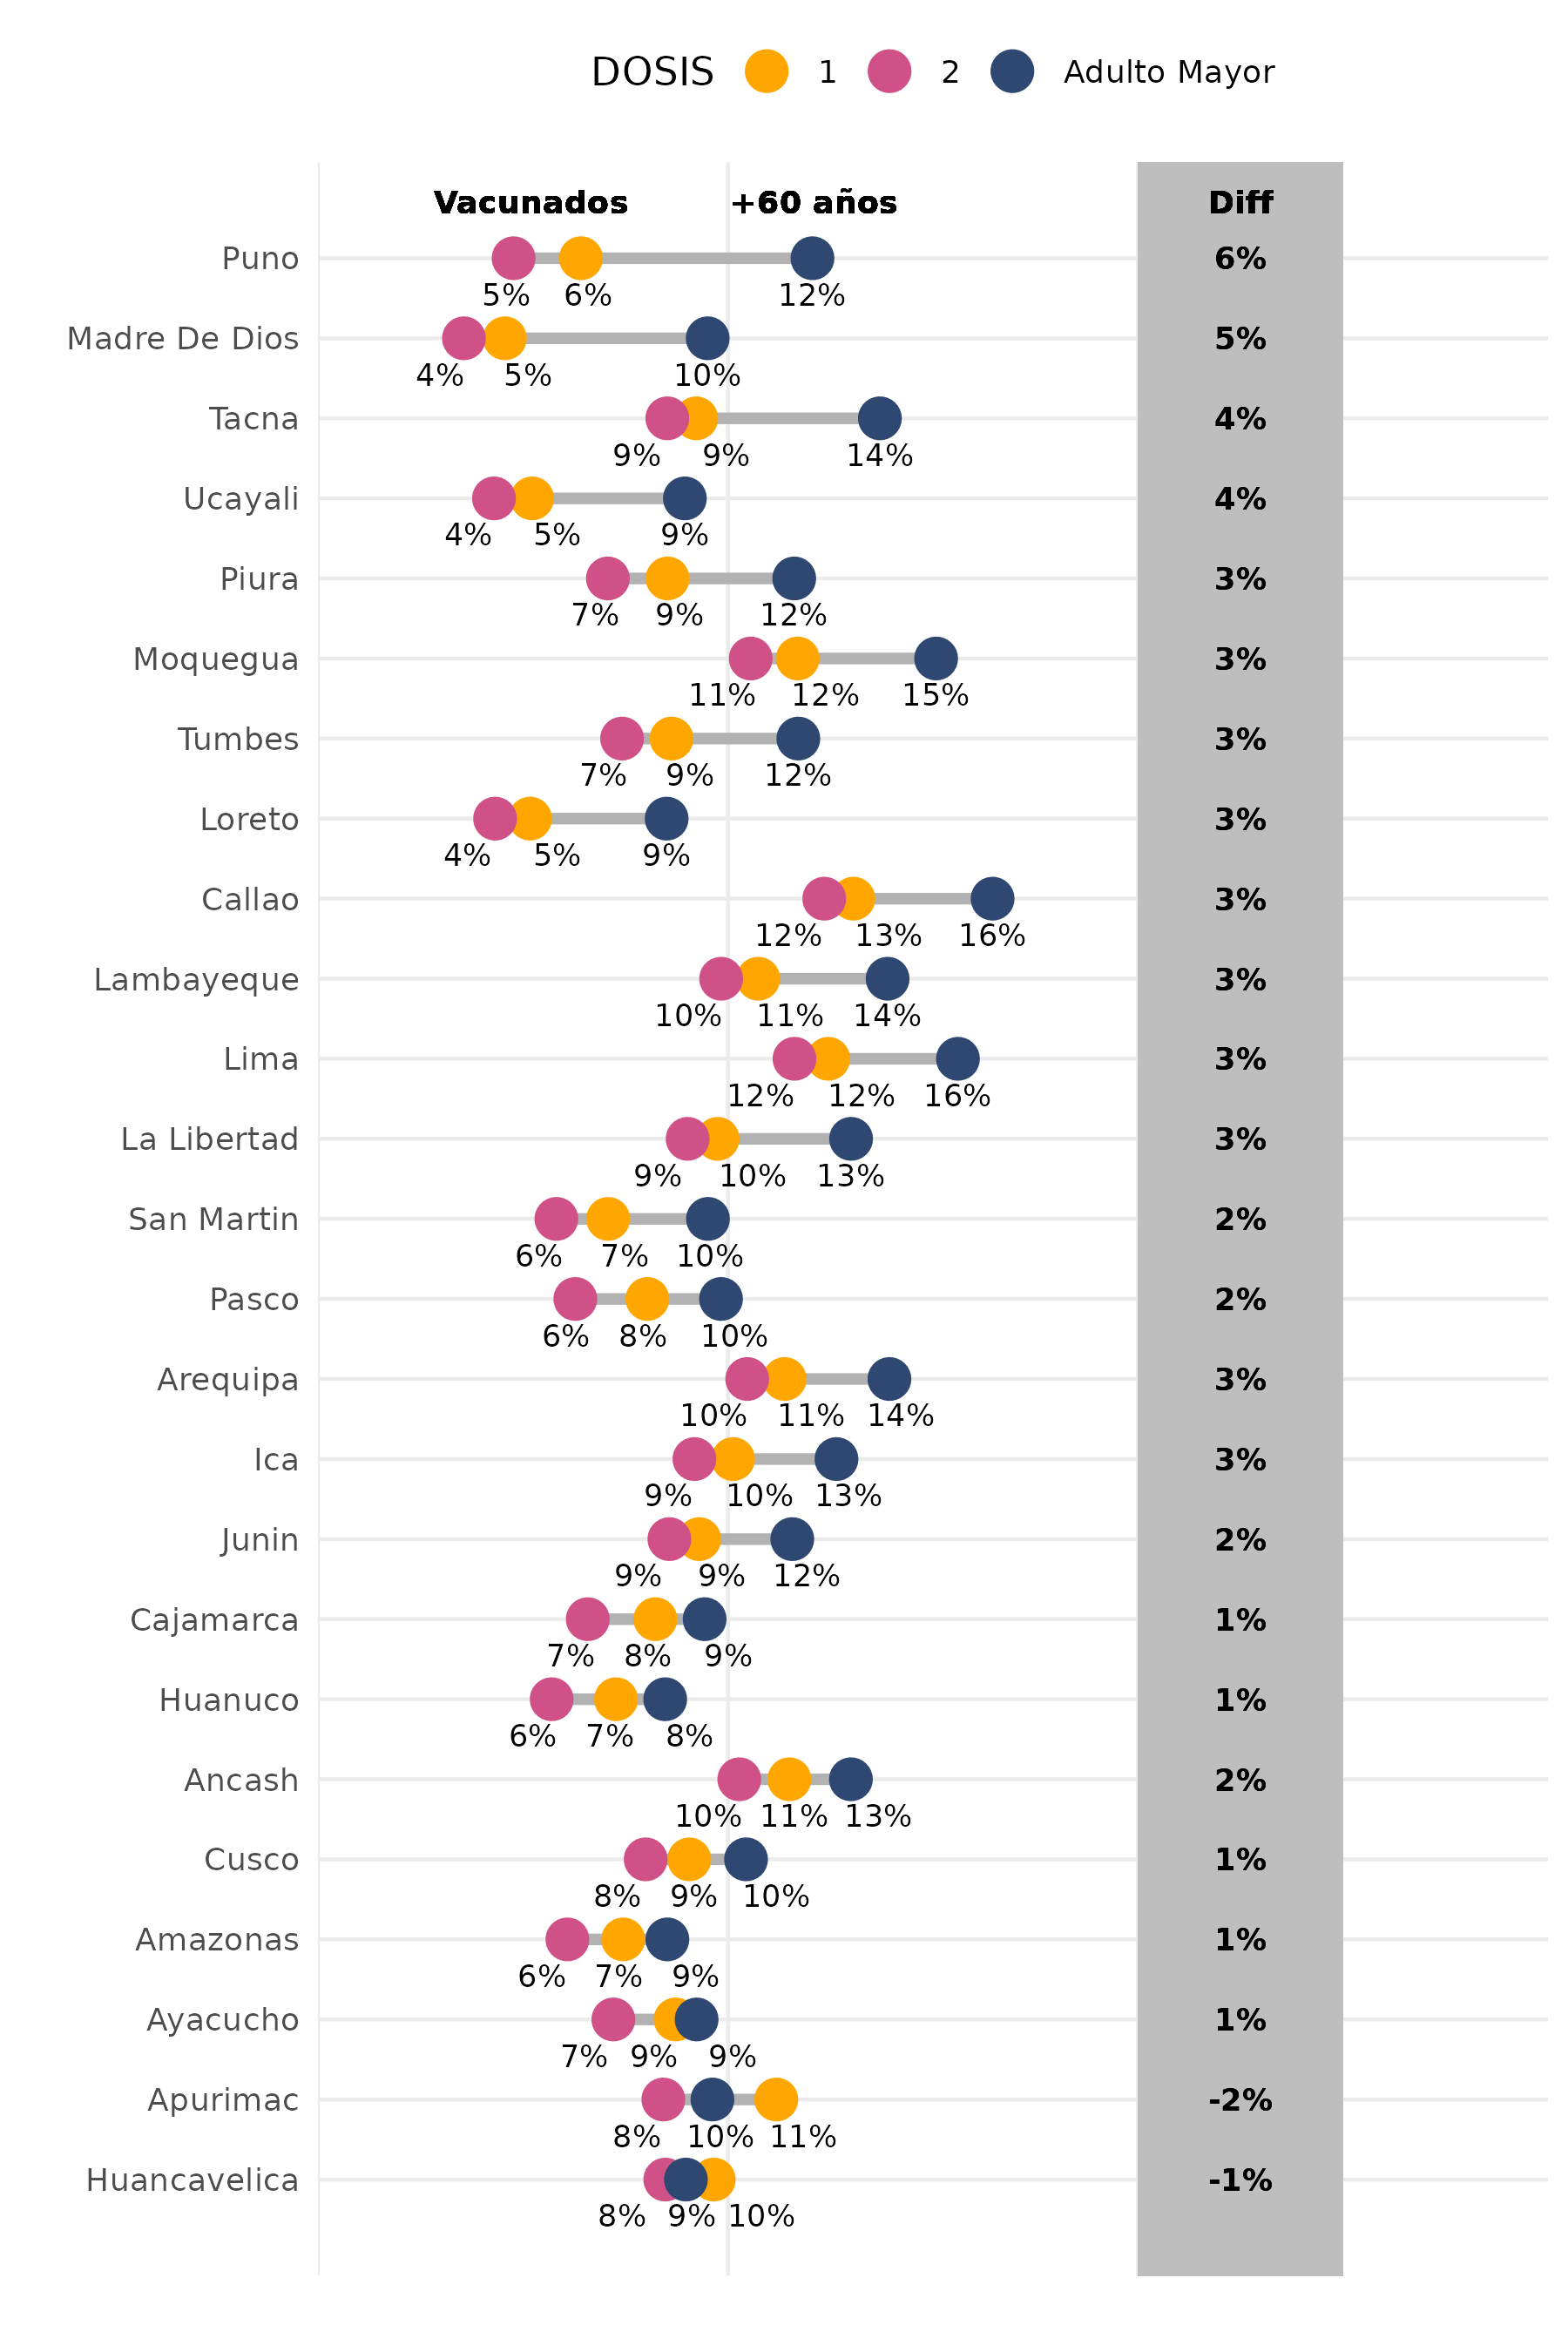 DOSIS 1 2 Adulto Mayor
Vacunados +60 años Diff
Puno 6%
5% 6% 12%
Madre De Dios 5%
4% 5% 10%
Tacna 4%
9% 9% 14%
Ucayali 4%
4% 5% 9%
Piura 3%
7% 9% 12%
Moquegua 3%
11% 12% 15%
Tumbes 3%
7% 9% 12%
Loreto 3%
4% 5% 9%
Callao 3%
12% 13% 16%
Lambayeque 3%
10% 11% 14%
Lima 3%
12% 12% 16%
La Libertad 3%
9% 10% 13%
San Martin 2%
6% 7% 10%
Pasco 2%
6% 8% 10%
Arequipa 3%
10% 11% 14%
Ica 3%
9% 10% 13%
Junin 2%
9% 9% 12%
Cajamarca 1%
7% 8% 9%
Huanuco 1%
6% 7% 8%
Ancash 2%
10% 11% 13%
Cusco 1%
8% 9% 10%
Amazonas 1%
6% 7% 9%
Ayacucho 1%
7% 9% 9%
Apurimac -2%
8% 10% 11%
Huancavelica -1%
8% 9% 10%